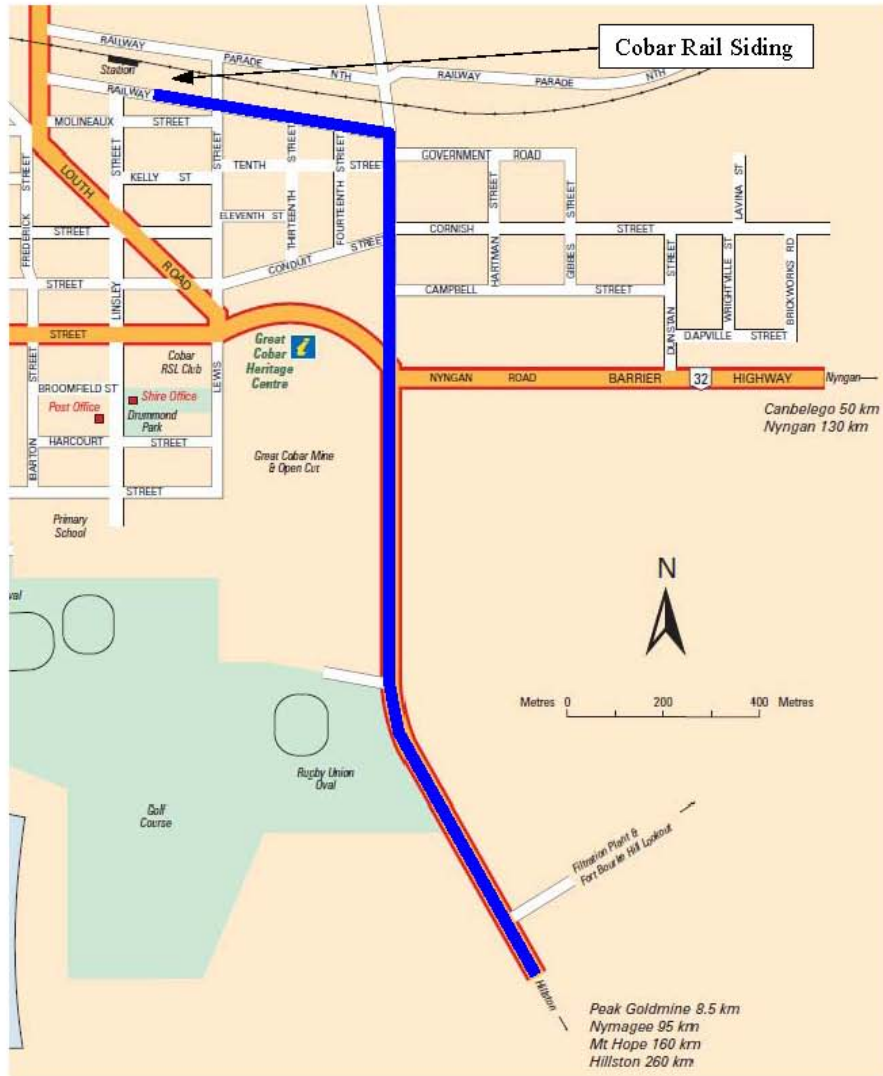 Cobar Rail Siding
RAILWAY
PARADE
NTH
RAILWAY
PARADE
NTH
Station
RAILWAY
MOLINEAUX
STREET
STREET
STREET
LOUTH
KELLY ST
TENTH
STREET
THIRTEENTH STREET
FOURTEENTH STREET
GOVERNMENT ROAD
HARTMAN STREET
GIBBES STREET
LAVINA ST
FREDERICK STREET
ELEVENTH ST
STREET
CORNISH
STREET
CONDUIT STREET
ROAD
STREET
LINSLEY
CAMPBELL
STREET
DUNSTAN STREET
WRIGHTVILLE ST
BRICKWORKS RD
DAPVILLE STREET
STREET
Great
Cobar
Heritage
Centre
i
Cobar
RSL Club
LEWIS
STREET
NYNGAN ROAD
BARRIER
32
HIGHWAY
Nyngan
BROOMFIELD ST
Shire Office
Post Office
Drummond
Park
Canbelego 50 km
Nyngan 130 km
HARCOURT
STREET
BARTON
Great Cobar Mine
& Open Cut
STREET
Primary
School
N
val
Metres 0 200 400 Metres
Rugby Union
Oval
Golf
Course
Filtration Plant &
Fort Bourke Hill Lookout
Hillston
Peak Goldmine 8.5 km
Nymagee 95 km
Mt Hope 160 km
Hillston 260 km